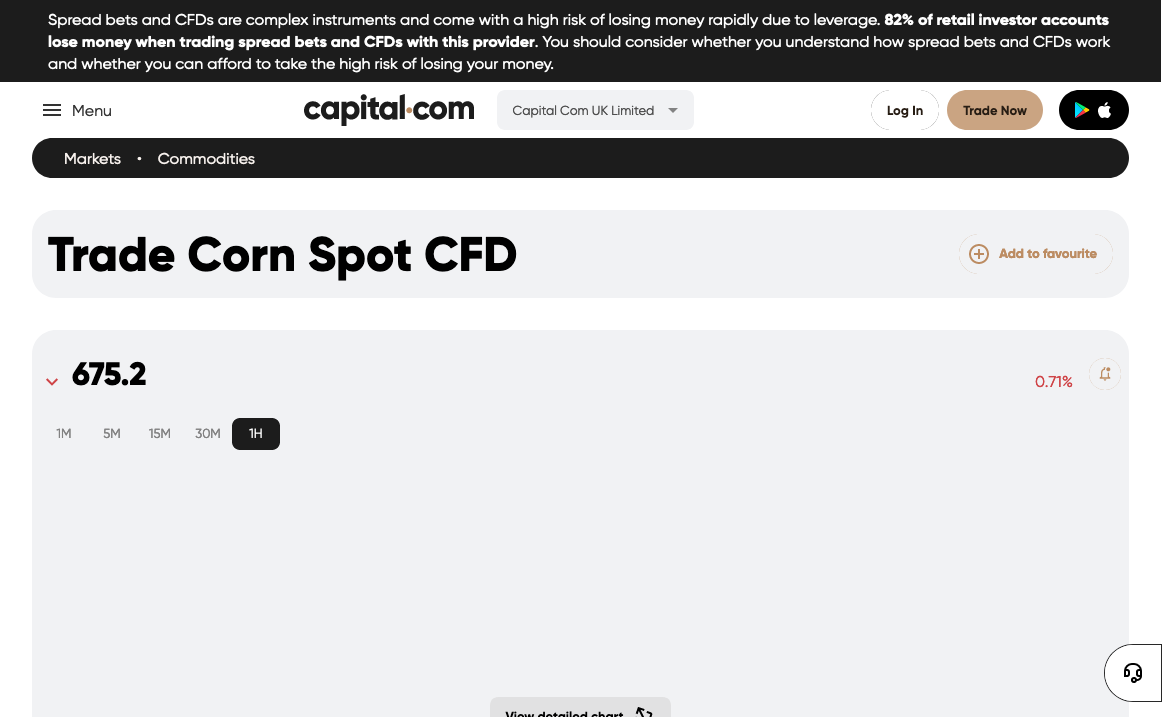 Spread bets and CFDs are complex instruments and come with a high risk of losing money rapidly due to leverage. 82% of retail investor accounts
lose money when trading spread bets and CFDs with this provider. You should consider whether you understand how spread bets and CFDs work
and whether you can afford to take the high risk of losing your money.
Menu
capital.com
Capital Com UK Limited
Log In
Trade Now
Markets • Commodities
Trade Corn Spot CFD
Add to favourite
675.2
0.71%
1M 5M 15M 30M 1H
View detailed chart